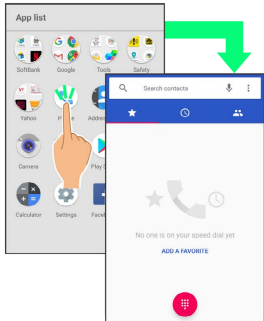 App list
SoftBank Google Tools Safety
Yahoo
Camera
Calculator Settings
Search contacts
No one is on your speed dial yet
ADD A FAVORITE